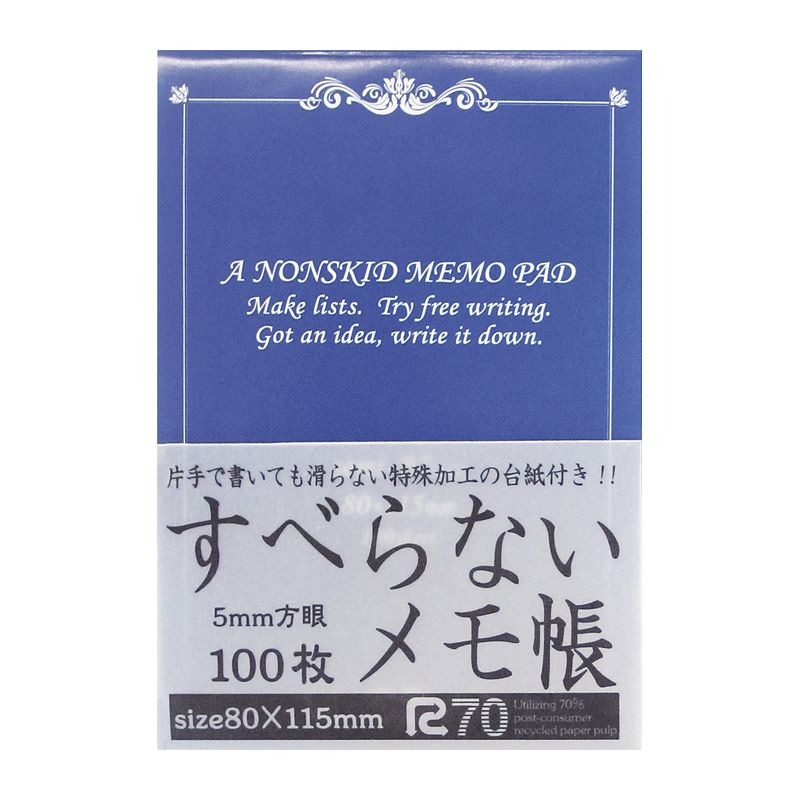 A NONSKID MEMO PAD
Make lists. Try free writing.
Got an idea, write it down.
片手で書いても滑らない特殊加工の台紙付き!!
すべらない
メモ帳
5mm方眼
100枚
size80×115mm
R70
Utilizing 70%
post-consumer
recycled paper pulp